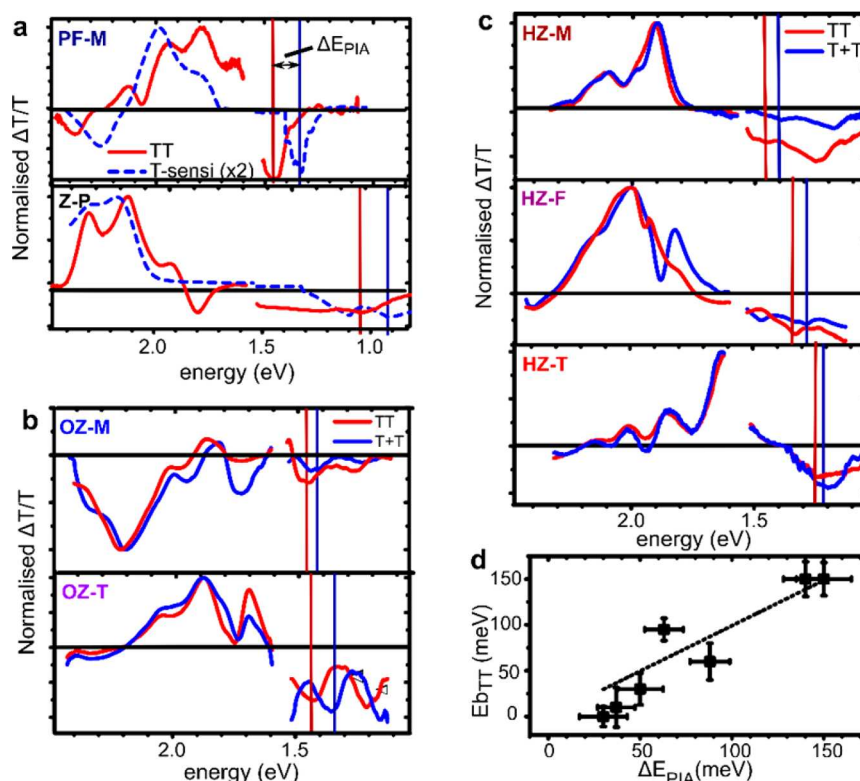 a
PF-M
ΔE_PIA
TT
T-sensi (x2)
Z-P
Normalised ΔT/T
2.0 1.5 1.0
energy (eV)
b
OZ-M
TT
T+T
OZ-T
Normalised ΔT/T
2.0 1.5
energy (eV)
c
HZ-M
TT
T+T
HZ-F
HZ-T
Normalised ΔT/T
2.0 1.5
energy (eV)
d
150
100
50
0
Eb_TT (meV)
0 50 100 150
ΔE_PIA(meV)